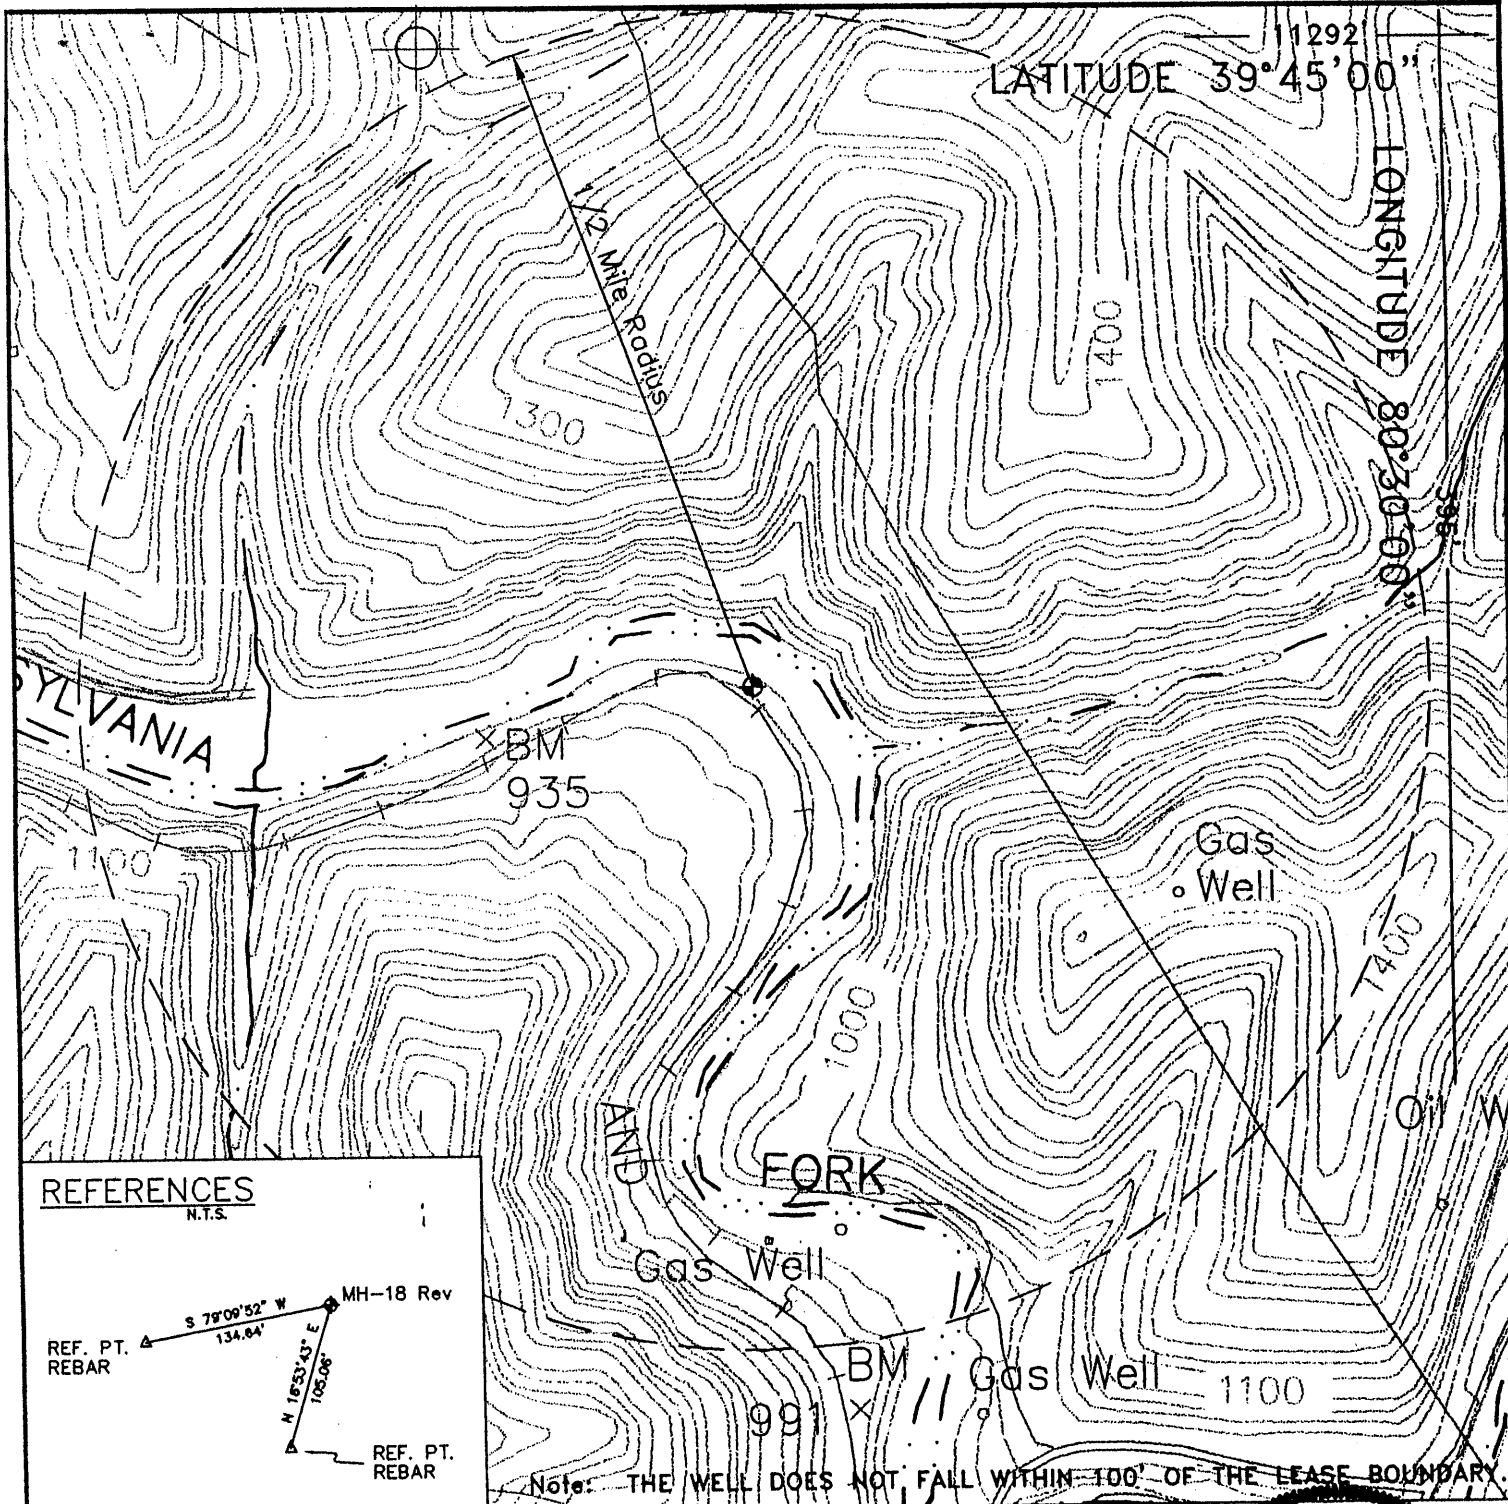 11292'
LATITUDE 39°45'00"
LONGITUDE 80°30'00"
1/2 Mile Radius
1400
1300
SYLVANIA
BM
935
1100
Gas
Well
1400
1000
AND
FORK
Oil W
Gas Well
BM
991
Gas Well
1100
REFERENCES
N.T.S.
MH-18 Rev
S 79°09'52" W
134.64'
REF. PT.
REBAR
N 16°53'43" E
105.06'
REF. PT.
REBAR
Note: THE WELL DOES NOT FALL WITHIN 100' OF THE LEASE BOUNDARY.